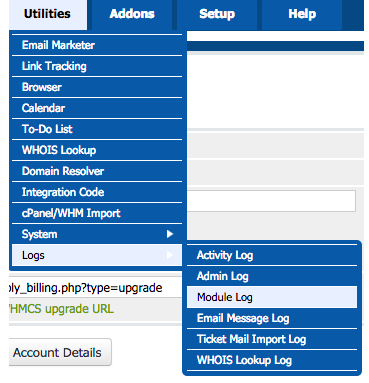 Utilities Addons Setup Help
Email Marketer
Link Tracking
Browser
Calendar
To-Do List
WHOIS Lookup
Domain Resolver
Integration Code
cPanel/WHM Import
System
Logs
Activity Log
Admin Log
Module Log
Email Message Log
Ticket Mail Import Log
WHOIS Lookup Log
ply_billing.php?type=upgrade
HMCS upgrade URL
Account Details